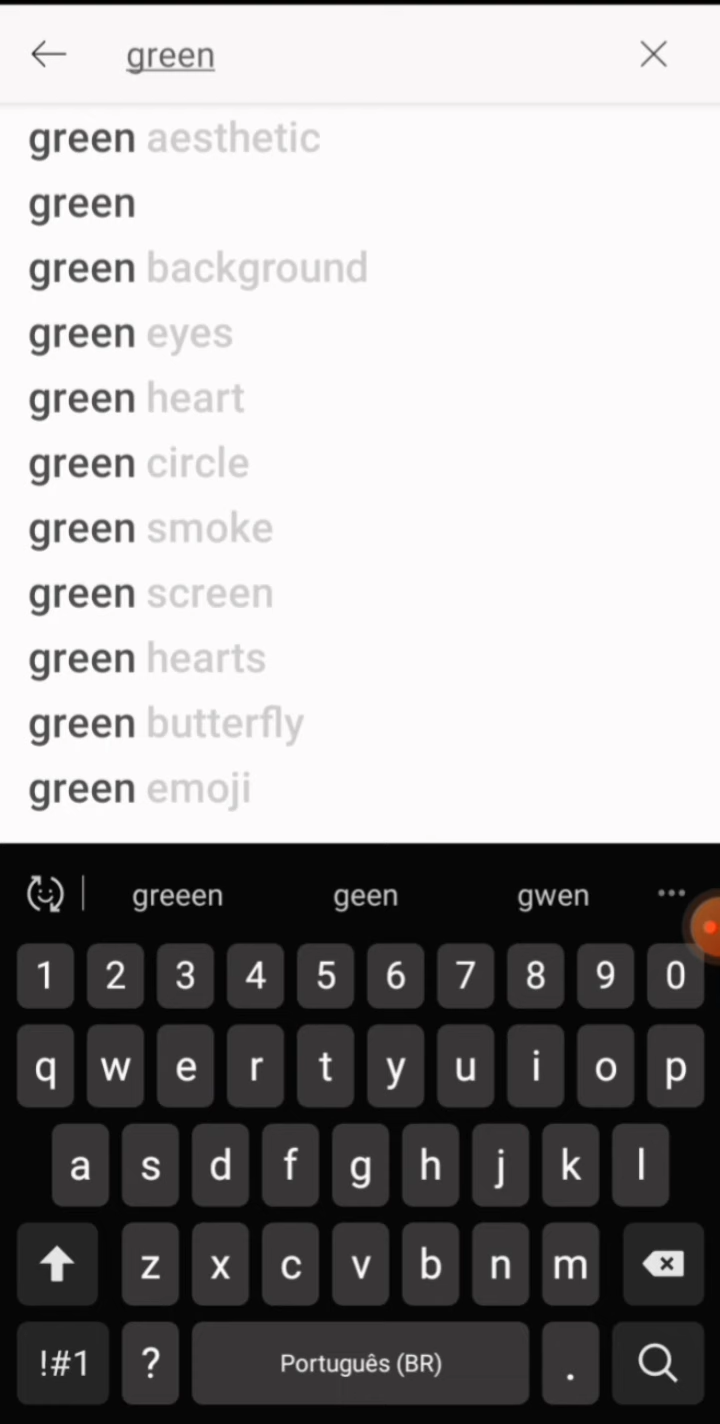 green
green aesthetic
green
green background
green eyes
green heart
green circle
green smoke
green screen
green hearts
green butterfly
green emoji
greeen geen gwen
1 2 3 4 5 6 7 8 9 0
q w e r t y u i o p
a s d f g h j k l
z x c v b n m
!#1 ? Português (BR) .